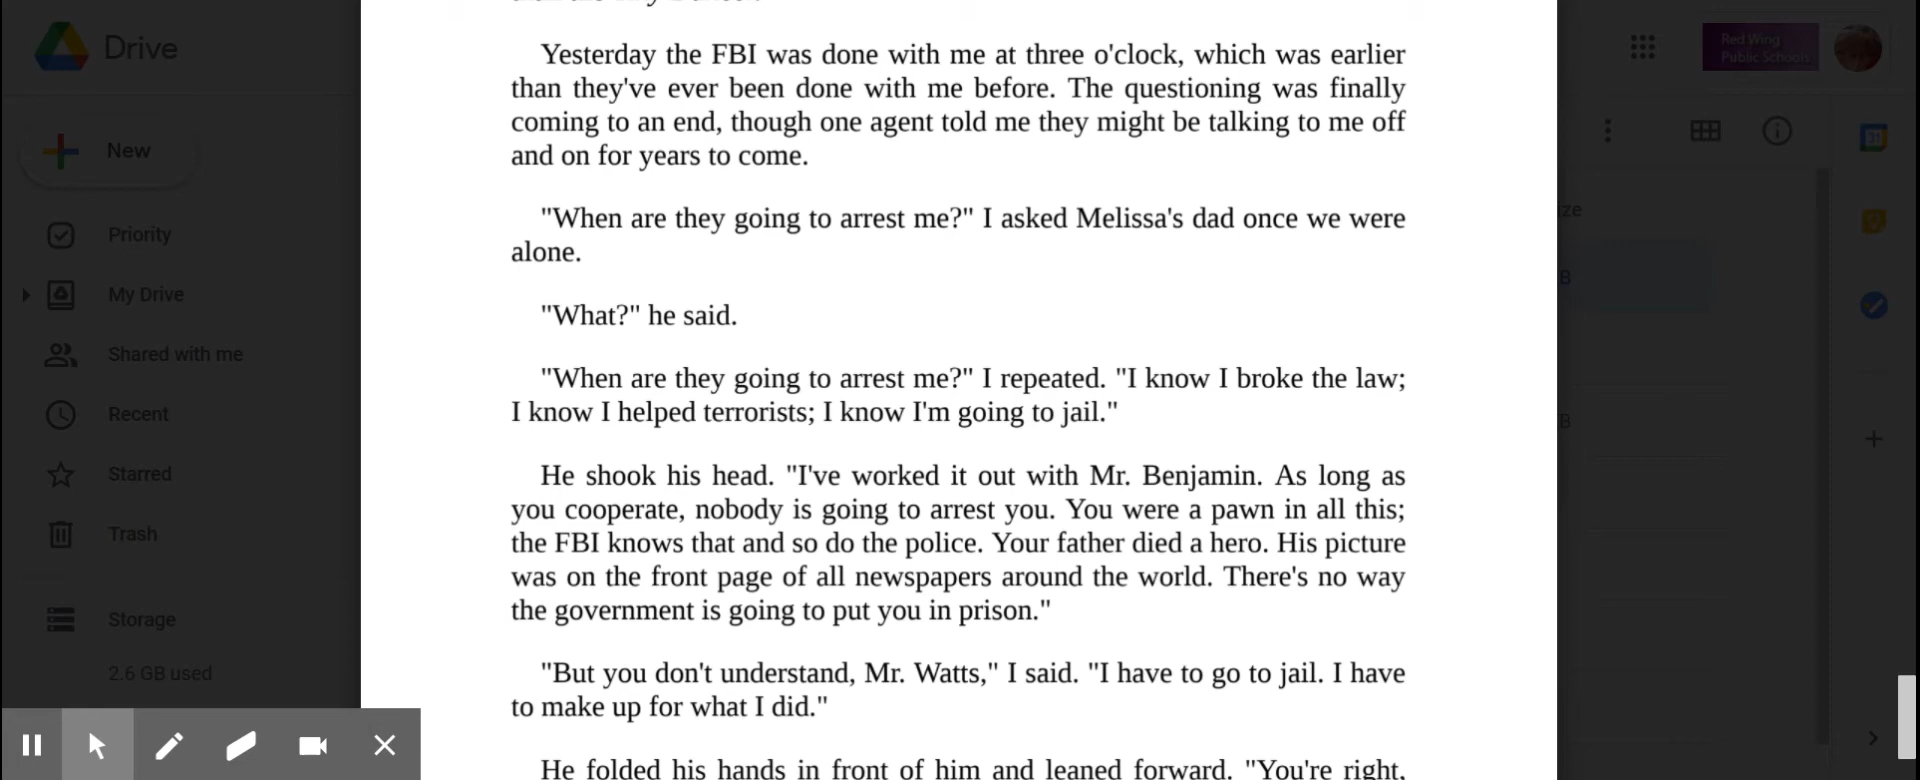 Drive
Red Wing
Public Schools
New
Priority
My Drive
Shared with me
Recent
Starred
Trash
Storage
2.6 GB used
Yesterday the FBI was done with me at three o'clock, which was earlier
than they've ever been done with me before. The questioning was finally
coming to an end, though one agent told me they might be talking to me off
and on for years to come.
"When are they going to arrest me?" I asked Melissa's dad once we were
alone.
"What?" he said.
"When are they going to arrest me?" I repeated. "I know I broke the law;
I know I helped terrorists; I know I'm going to jail."
He shook his head. "I've worked it out with Mr. Benjamin. As long as
you cooperate, nobody is going to arrest you. You were a pawn in all this;
the FBI knows that and so do the police. Your father died a hero. His picture
was on the front page of all newspapers around the world. There's no way
the government is going to put you in prison."
"But you don't understand, Mr. Watts," I said. "I have to go to jail. I have
to make up for what I did."
He folded his hands in front of him and leaned forward. "You're right,
ize
B
B
31